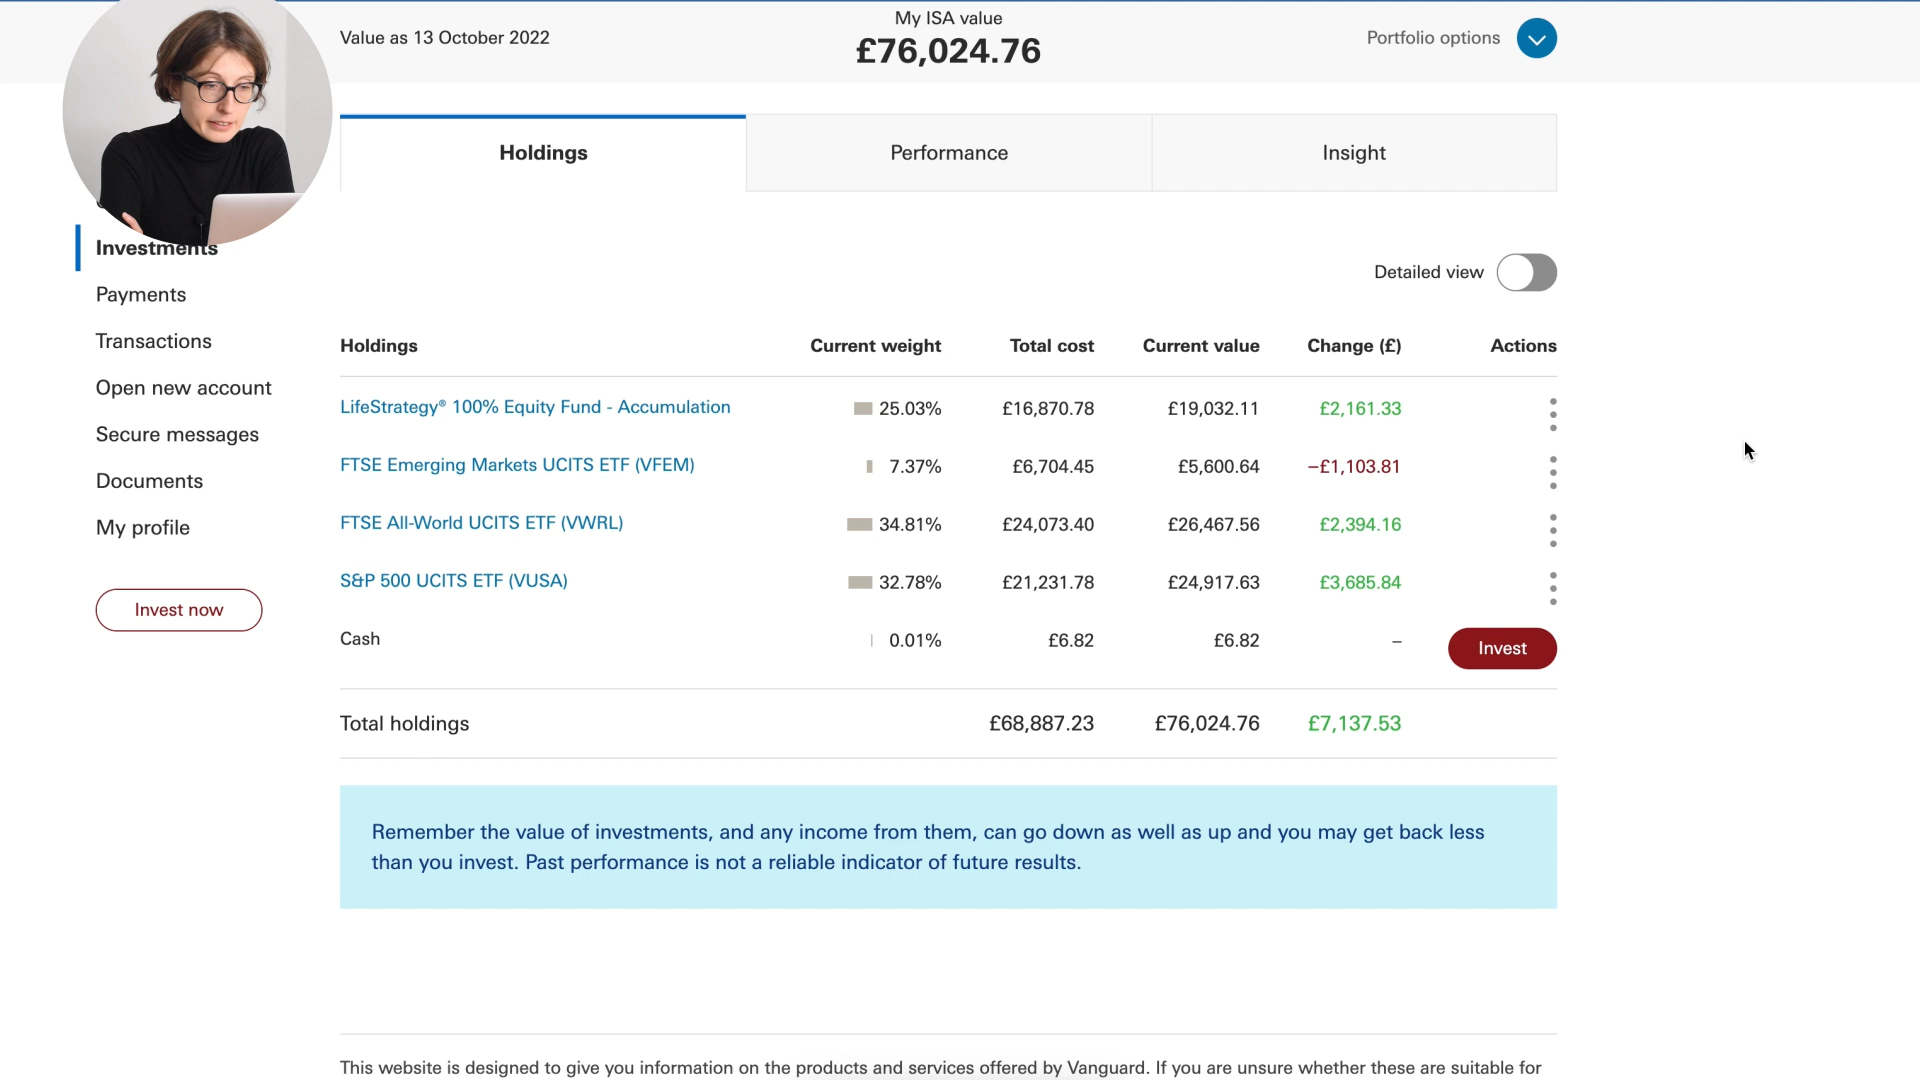 My ISA value
Value as 13 October 2022
£76,024.76
Portfolio options
Holdings
Performance
Insight
Investments
Payments
Transactions
Open new account
Secure messages
Documents
My profile
Invest now
Detailed view
Holdings Current weight Total cost Current value Change (£) Actions
LifeStrategy® 100% Equity Fund - Accumulation 25.03% £16,870.78 £19,032.11 £2,161.33
FTSE Emerging Markets UCITS ETF (VFEM) 7.37% £6,704.45 £5,600.64 −£1,103.81
FTSE All-World UCITS ETF (VWRL) 34.81% £24,073.40 £26,467.56 £2,394.16
S&P 500 UCITS ETF (VUSA) 32.78% £21,231.78 £24,917.63 £3,685.84
Cash 0.01% £6.82 £6.82 – Invest
Total holdings £68,887.23 £76,024.76 £7,137.53
Remember the value of investments, and any income from them, can go down as well as up and you may get back less
than you invest. Past performance is not a reliable indicator of future results.
This website is designed to give you information on the products and services offered by Vanguard. If you are unsure whether these are suitable for